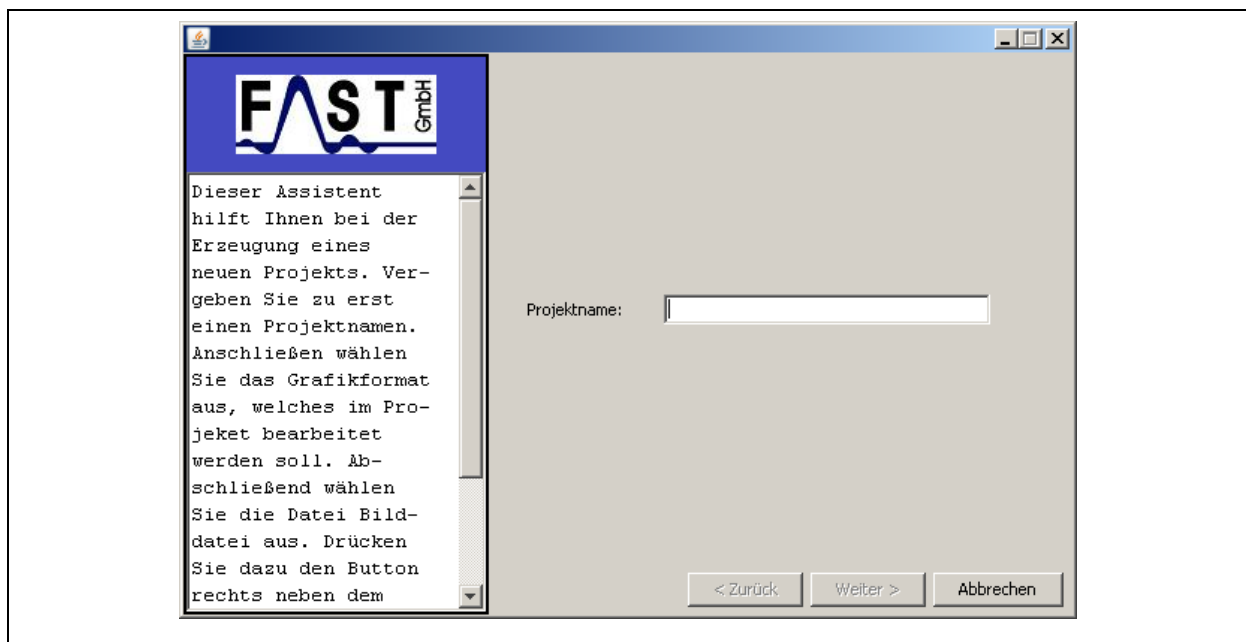 FAST GmbH
Dieser Assistent
hilft Ihnen bei der
Erzeugung eines
neuen Projekts. Ver-
geben Sie zu erst
einen Projektnamen.
Anschließen wählen
Sie das Grafikformat
aus, welches im Pro-
jeket bearbeitet
werden soll. Ab-
schließend wählen
Sie die Datei Bild-
datei aus. Drücken
Sie dazu den Button
rechts neben dem
Projektname:
< Zurück Weiter > Abbrechen